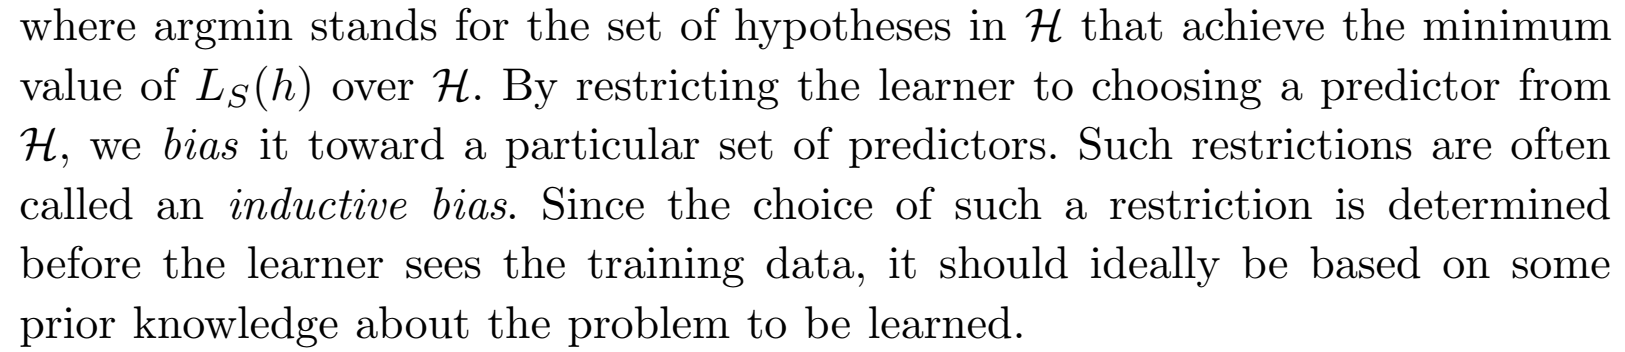 where argmin stands for the set of hypotheses in ℋ that achieve the minimum
value of L_S(h) over ℋ. By restricting the learner to choosing a predictor from
ℋ, we bias it toward a particular set of predictors. Such restrictions are often
called an inductive bias. Since the choice of such a restriction is determined
before the learner sees the training data, it should ideally be based on some
prior knowledge about the problem to be learned.